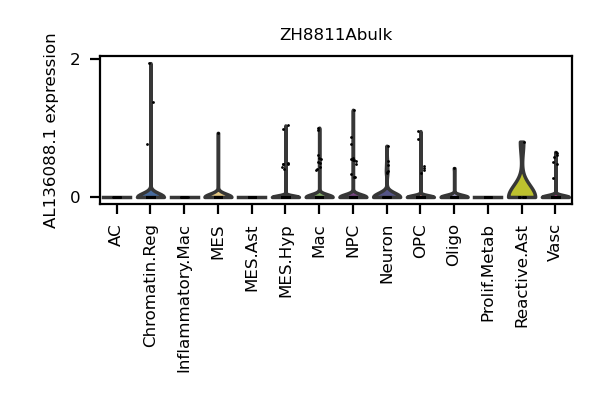 ZH8811Abulk
AL136088.1 expression
2
0
AC
Chromatin.Reg
Inflammatory.Mac
MES
MES.Ast
MES.Hyp
Mac
NPC
Neuron
OPC
Oligo
Prolif.Metab
Reactive.Ast
Vasc